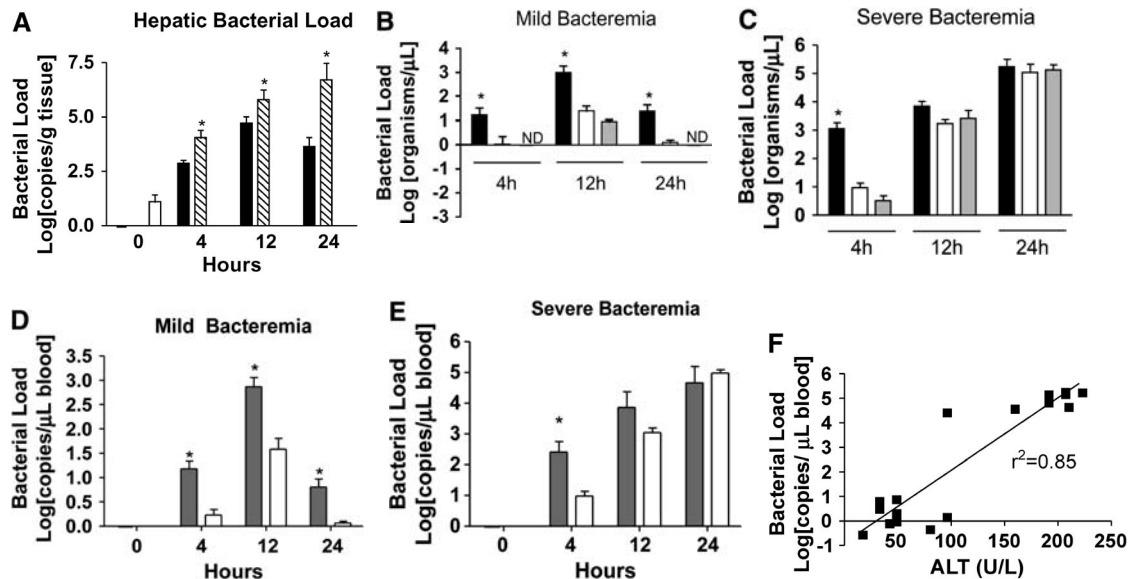 A
Hepatic Bacterial Load
Bacterial Load
Log[copies/g tissue]
7.5
5.0
2.5
0.0
* * *
0 4 12 24
Hours
B
Mild Bacteremia
Bacterial Load
Log [organisms/µL]
4
3
2
1
0
-1
-2
-3
* * *
ND ND
4h 12h 24h
C
Severe Bacteremia
Bacterial Load
Log [organisms/µL]
6
5
4
3
2
1
0
*
4h 12h 24h
D
Mild Bacteremia
Bacterial Load
Log[copies/µL blood]
3.5
3.0
2.5
2.0
1.5
1.0
0.5
0.0
* * *
0 4 12 24
Hours
E
Severe Bacteremia
Bacterial Load
Log[copies/µL blood]
6
5
4
3
2
1
0
*
0 4 12 24
Hours
F
Bacterial Load
Log[copies/ µL blood]
6
5
4
3
2
1
0
-1
r²=0.85
50 100 150 200 250
ALT (U/L)